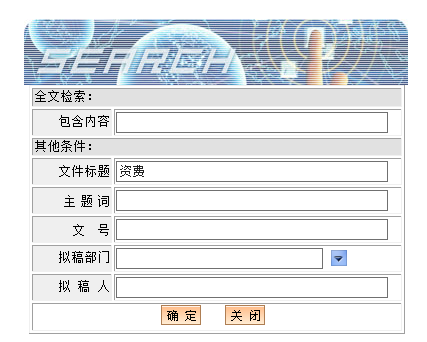 SEARCH
全文检索：
包含内容
其他条件：
文件标题 资费
主 题 词
文 号
拟稿部门
拟 稿 人
确 定 关 闭